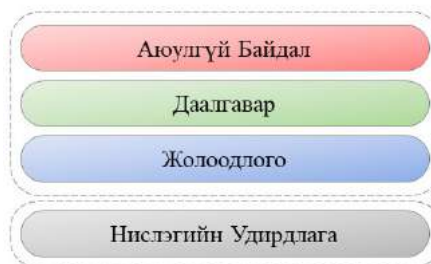 Аюулгүй Байдал
Даалгавар
Жолоодлого
Нислэгийн Удирдлага